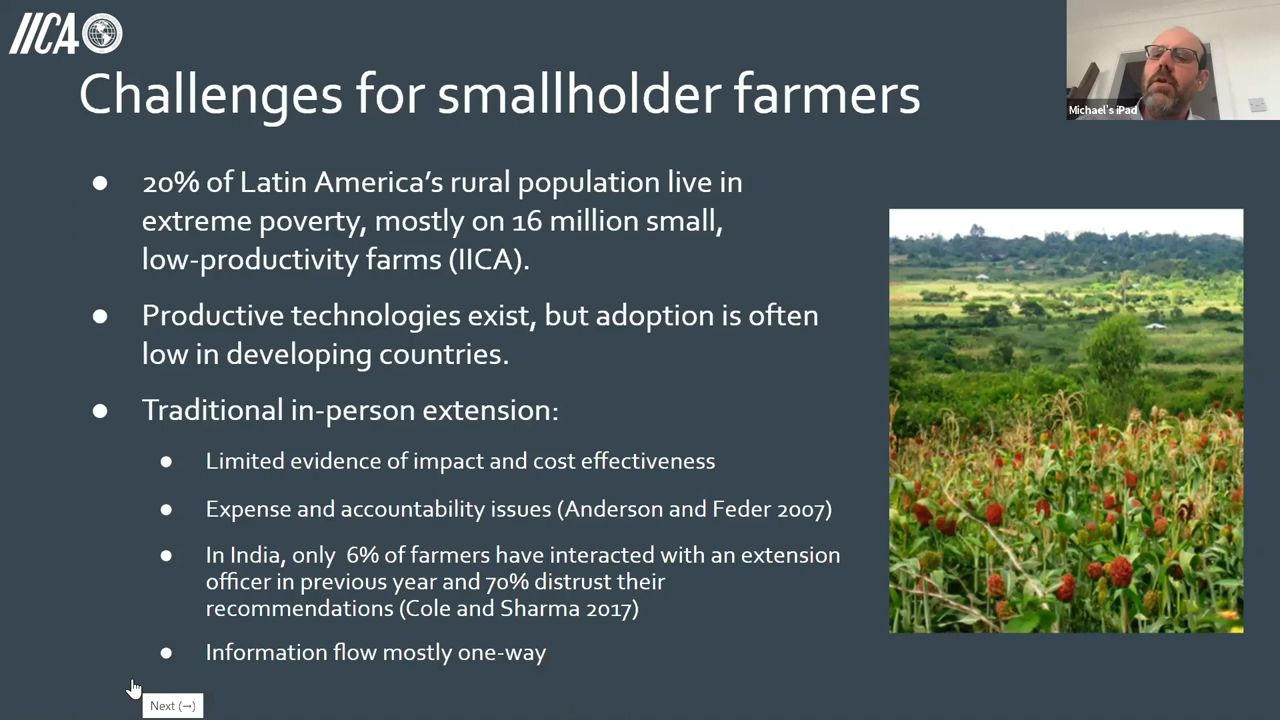 IICA
Challenges for smallholder farmers
Michael's iPad
● 20% of Latin America's rural population live in
extreme poverty, mostly on 16 million small,
low-productivity farms (IICA).
● Productive technologies exist, but adoption is often
low in developing countries.
● Traditional in-person extension:
● Limited evidence of impact and cost effectiveness
● Expense and accountability issues (Anderson and Feder 2007)
● In India, only 6% of farmers have interacted with an extension
officer in previous year and 70% distrust their
recommendations (Cole and Sharma 2017)
● Information flow mostly one-way
Next (→)